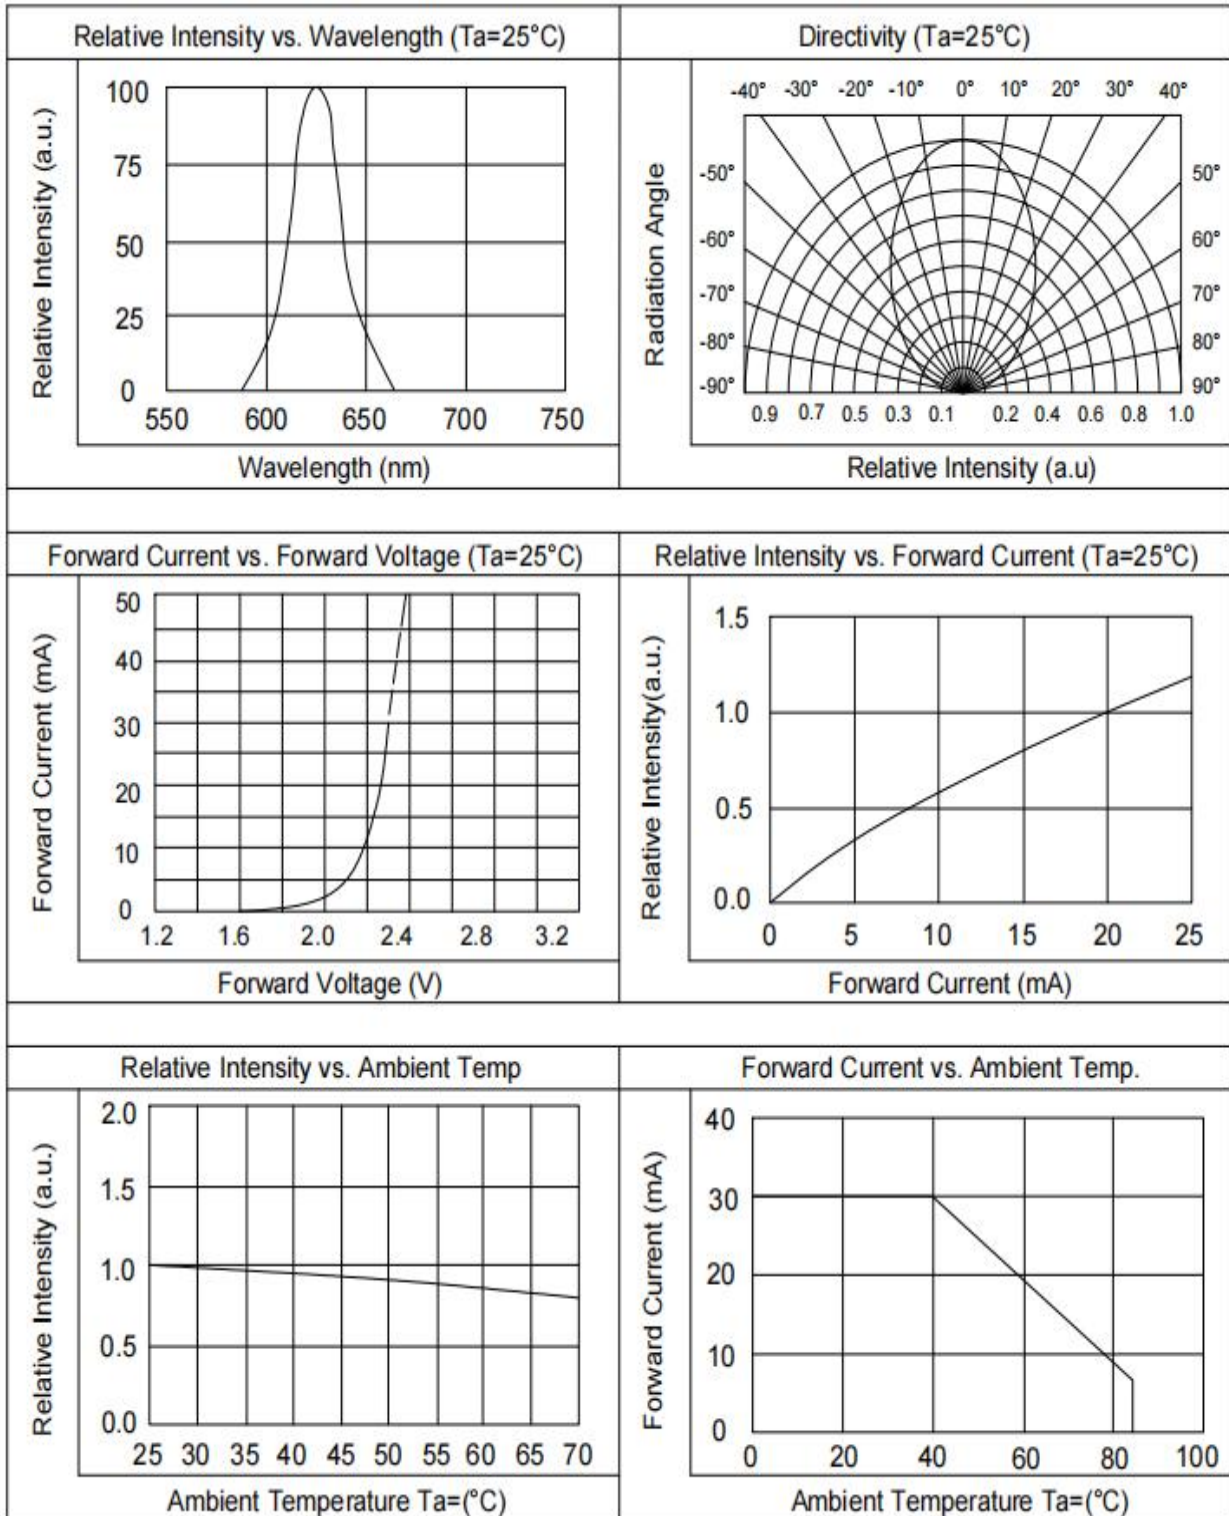 Relative Intensity vs. Wavelength (Ta=25°C)
Relative Intensity (a.u.)
100
75
50
25
0
550 600 650 700 750
Wavelength (nm)
Directivity (Ta=25°C)
Radiation Angle
-40° -30° -20° -10° 0° 10° 20° 30° 40°
-50° 50°
-60° 60°
-70° 70°
-80° 80°
-90° 90°
0.9 0.7 0.5 0.3 0.1 0.2 0.4 0.6 0.8 1.0
Relative Intensity (a.u)
Forward Current vs. Forward Voltage (Ta=25°C)
Forward Current (mA)
50
40
30
20
10
0
1.2 1.6 2.0 2.4 2.8 3.2
Forward Voltage (V)
Relative Intensity vs. Forward Current (Ta=25°C)
Relative Intensity(a.u.)
1.5
1.0
0.5
0.0
0 5 10 15 20 25
Forward Current (mA)
Relative Intensity vs. Ambient Temp
Relative Intensity (a.u.)
2.0
1.5
1.0
0.5
0.0
25 30 35 40 45 50 55 60 65 70
Ambient Temperature Ta=(°C)
Forward Current vs. Ambient Temp.
Forward Current (mA)
40
30
20
10
0
0 20 40 60 80 100
Ambient Temperature Ta=(°C)